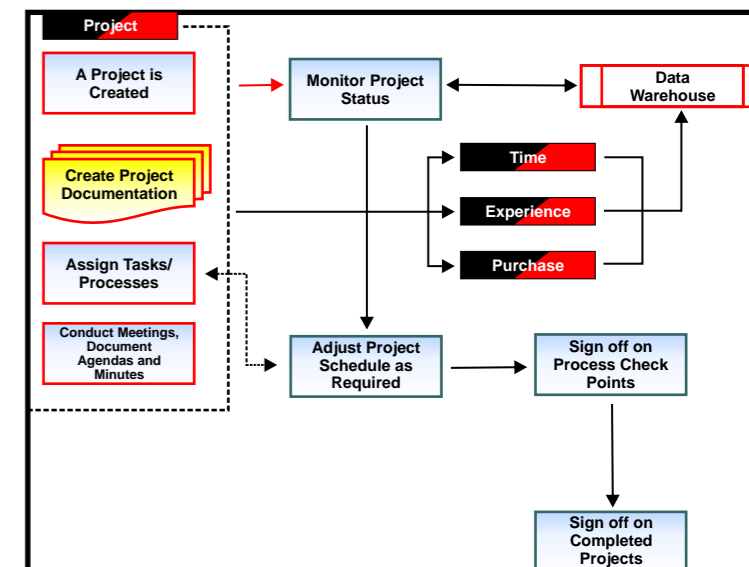 Project
A Project is
Created
Monitor Project
Status
Data
Warehouse
Create Project
Documentation
Time
Experience
Purchase
Assign Tasks/
Processes
Conduct Meetings,
Document
Agendas and
Minutes
Adjust Project
Schedule as
Required
Sign off on
Process Check
Points
Sign off on
Completed
Projects